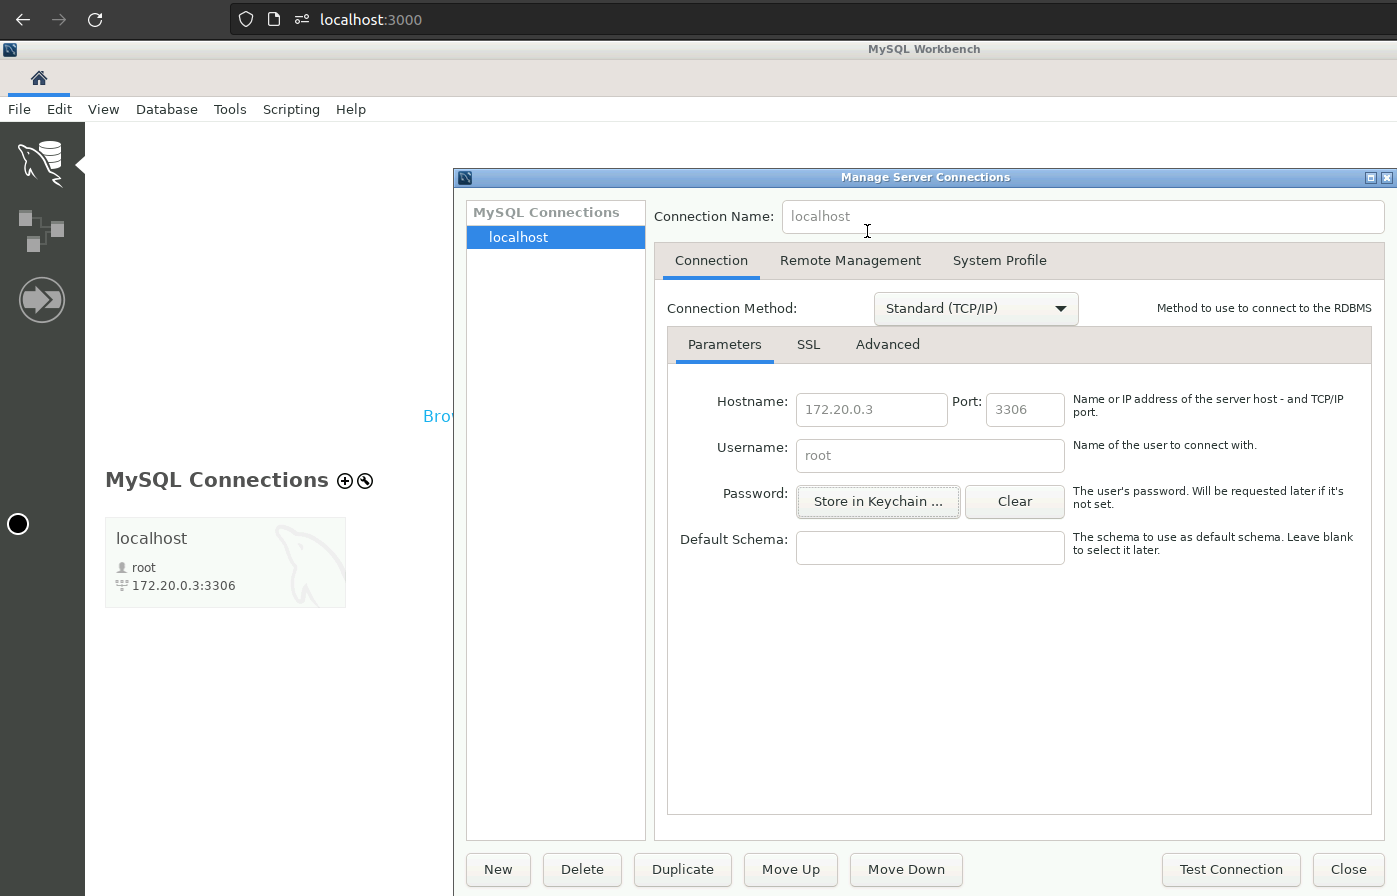 localhost:3000
MySQL Workbench
File Edit View Database Tools Scripting Help
Manage Server Connections
MySQL Connections
localhost
Connection Name: localhost
Connection Remote Management System Profile
Connection Method: Standard (TCP/IP) Method to use to connect to the RDBMS
Parameters SSL Advanced
Hostname: 172.20.0.3 Port: 3306 Name or IP address of the server host - and TCP/IP
port.
Username: root Name of the user to connect with.
Password: Store in Keychain ... Clear The user's password. Will be requested later if it's
not set.
Default Schema: The schema to use as default schema. Leave blank
to select it later.
New Delete Duplicate Move Up Move Down Test Connection Close
MySQL Connections
localhost
root
172.20.0.3:3306